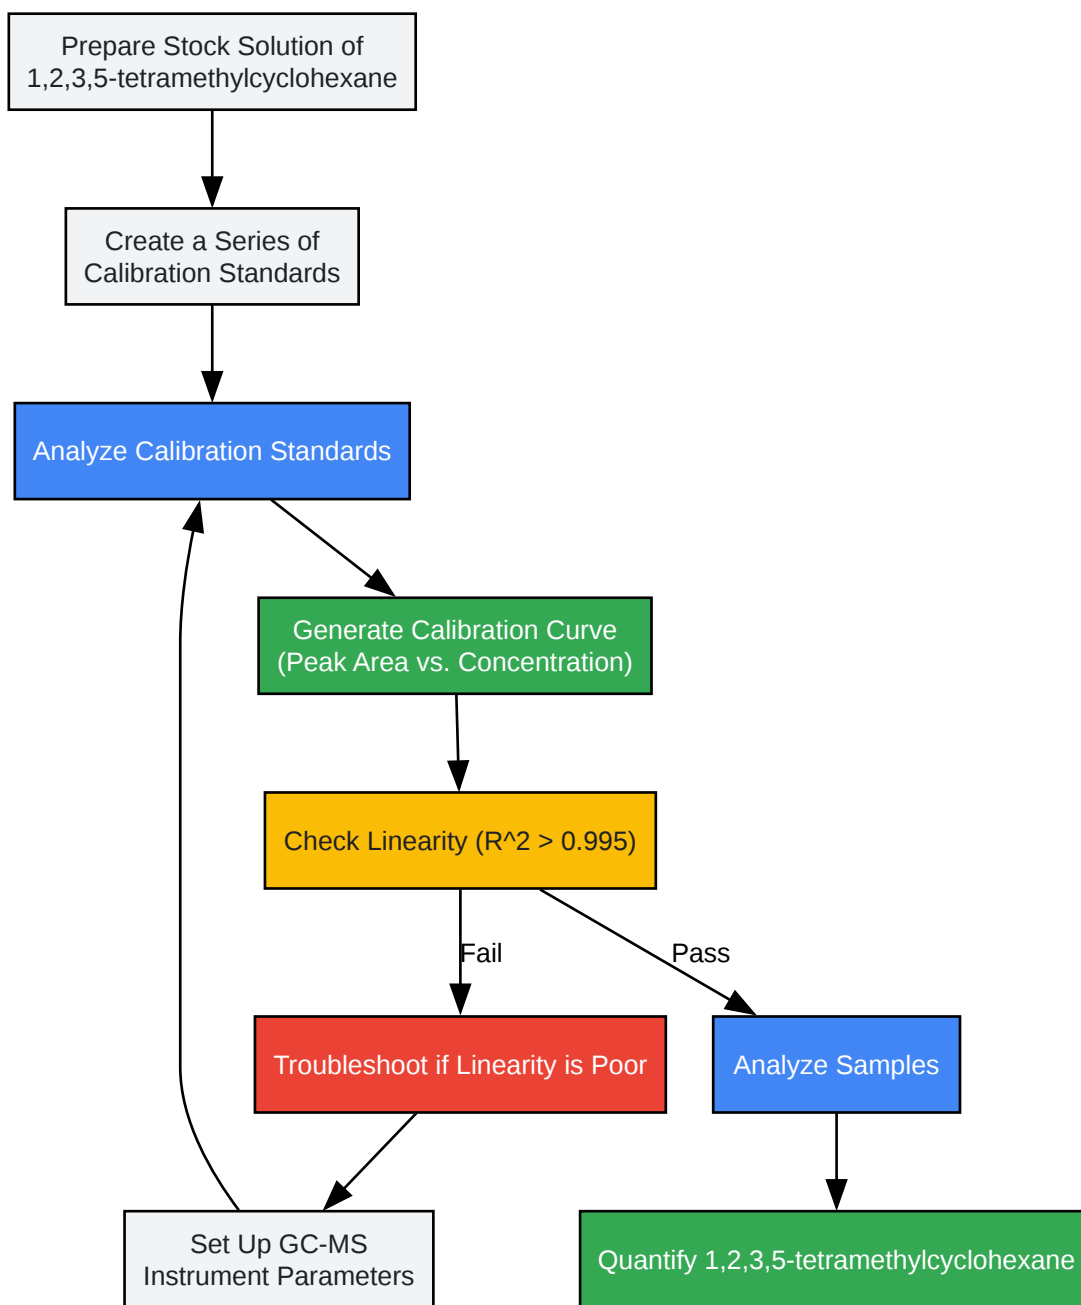 Prepare Stock Solution of
1,2,3,5-tetramethylcyclohexane
Create a Series of
Calibration Standards
Analyze Calibration Standards
Generate Calibration Curve
(Peak Area vs. Concentration)
Check Linearity (R^2 > 0.995)
Fail
Pass
Troubleshoot if Linearity is Poor
Analyze Samples
Set Up GC-MS
Instrument Parameters
Quantify 1,2,3,5-tetramethylcyclohexane